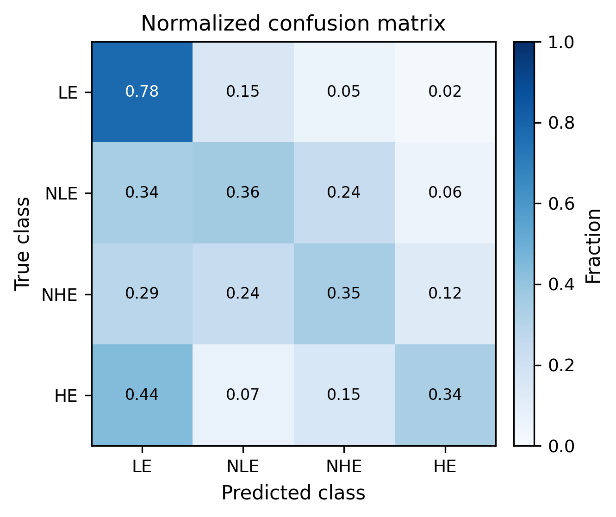 Normalized confusion matrix
True class
LE 0.78 0.15 0.05 0.02
NLE 0.34 0.36 0.24 0.06
NHE 0.29 0.24 0.35 0.12
HE 0.44 0.07 0.15 0.34
LE NLE NHE HE
Predicted class
1.0
0.8
0.6
0.4
0.2
0.0
Fraction